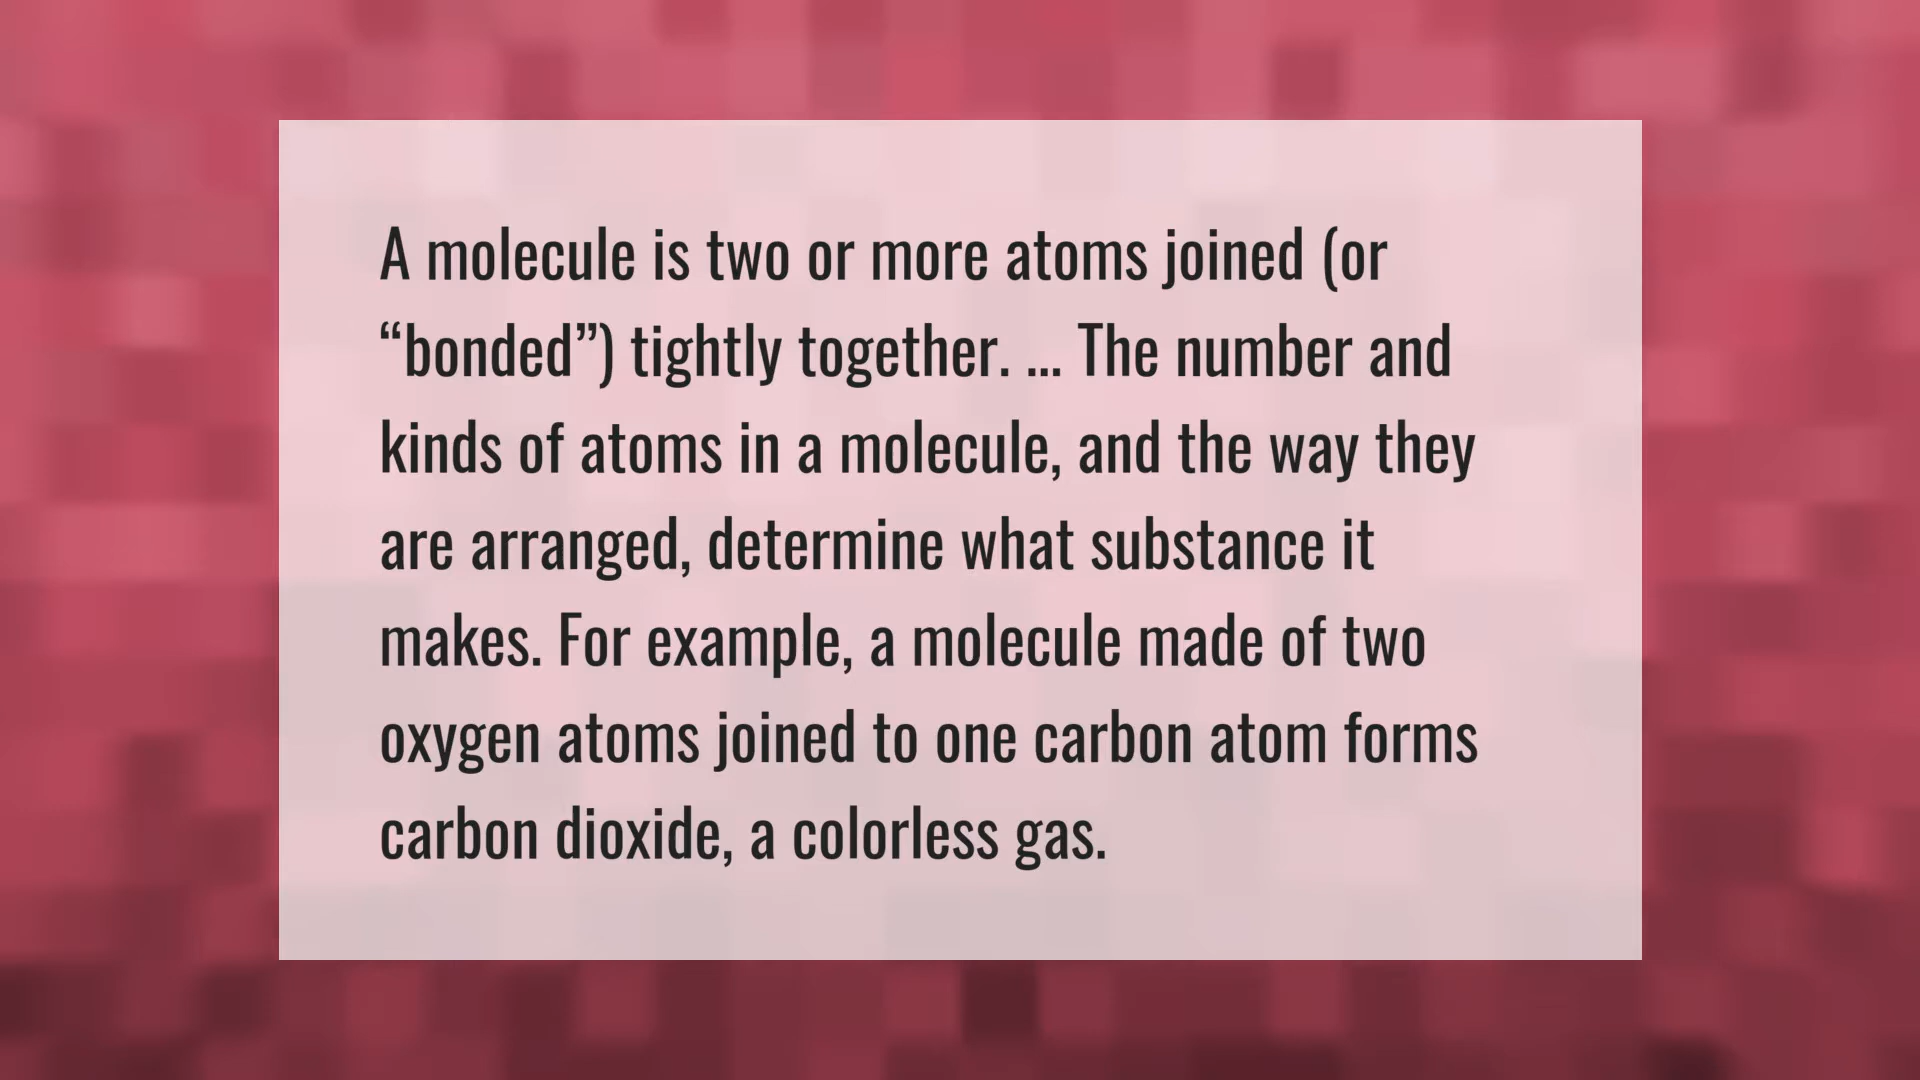 A molecule is two or more atoms joined (or
“bonded”) tightly together. ... The number and
kinds of atoms in a molecule, and the way they
are arranged, determine what substance it
makes. For example, a molecule made of two
oxygen atoms joined to one carbon atom forms
carbon dioxide, a colorless gas.